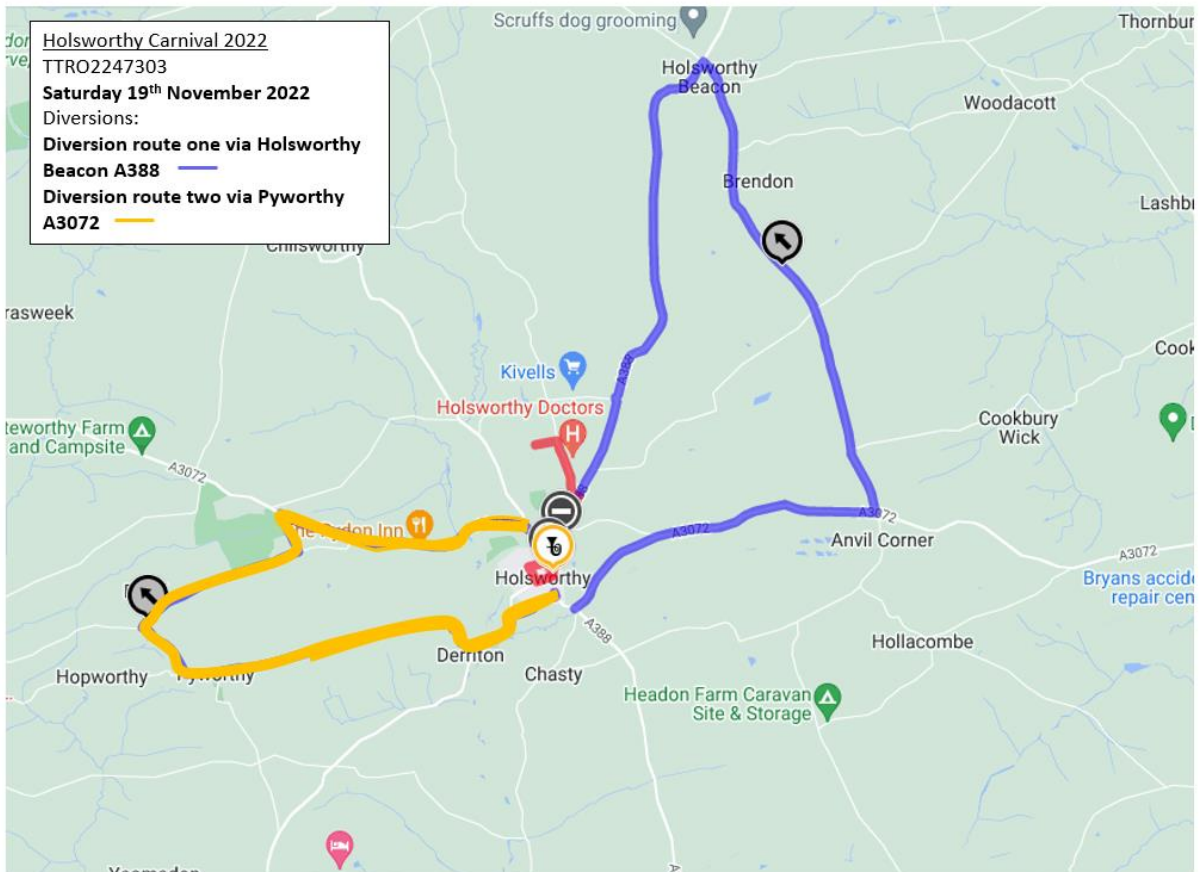 Holsworthy Carnival 2022
TTRO2247303
Saturday 19th November 2022
Diversions:
Diversion route one via Holsworthy
Beacon A388
Diversion route two via Pyworthy
A3072
Scruffs dog grooming
Thornbur
Holsworthy
Beacon
Woodacott
Brendon
Lashbr
Chilsworthy
rasweek
A388
Kivells
Cook
Holsworthy Doctors
H
Cookbury
Wick
teworthy Farm
and Campsite
A3072
A3072
A3072
Anvil Corner
A3072
Inn
Holsworthy
Bryans accide
repair cen
A388
Hollacombe
Derriton
Hopworthy
Chasty
Headon Farm Caravan
Site & Storage